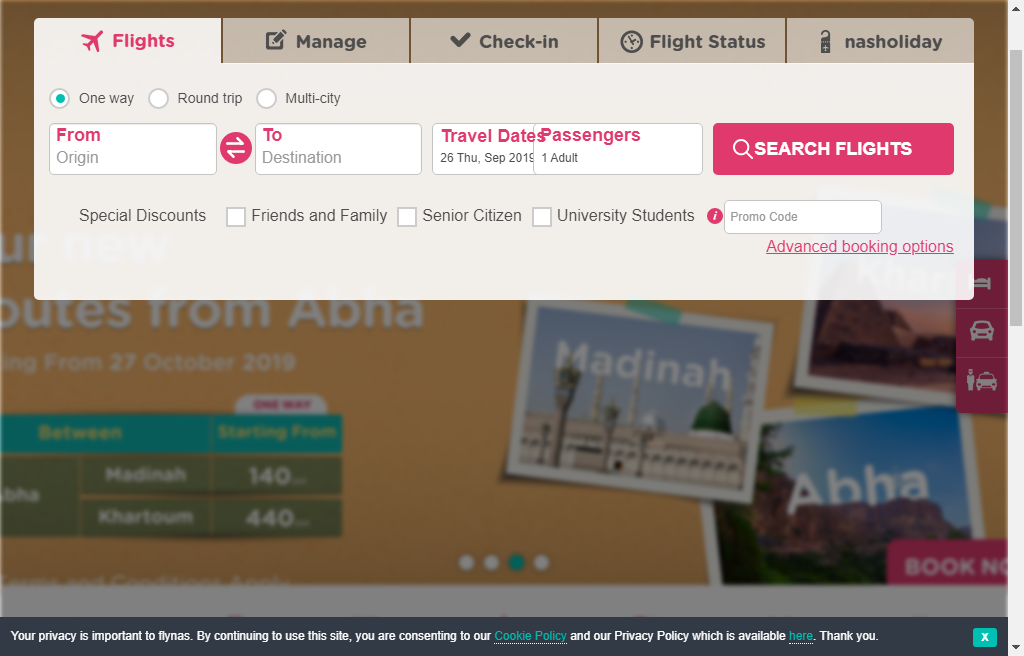 Flights Manage Check-in Flight Status nasholiday
One way Round trip Multi-city
From To Travel Dates Passengers
Origin Destination 26 Thu, Sep 2019 1 Adult SEARCH FLIGHTS
Special Discounts Friends and Family Senior Citizen University Students i Promo Code
Advanced booking options
ur new
outes from Abha
ing From 27 October 2019
Madinah
Khar
ONE WAY
Between Starting From
Abha Madinah 140
Khartoum 440
Abha
BOOK NO
Terms and Conditions Apply
Your privacy is important to flynas. By continuing to use this site, you are consenting to our Cookie Policy and our Privacy Policy which is available here. Thank you. X